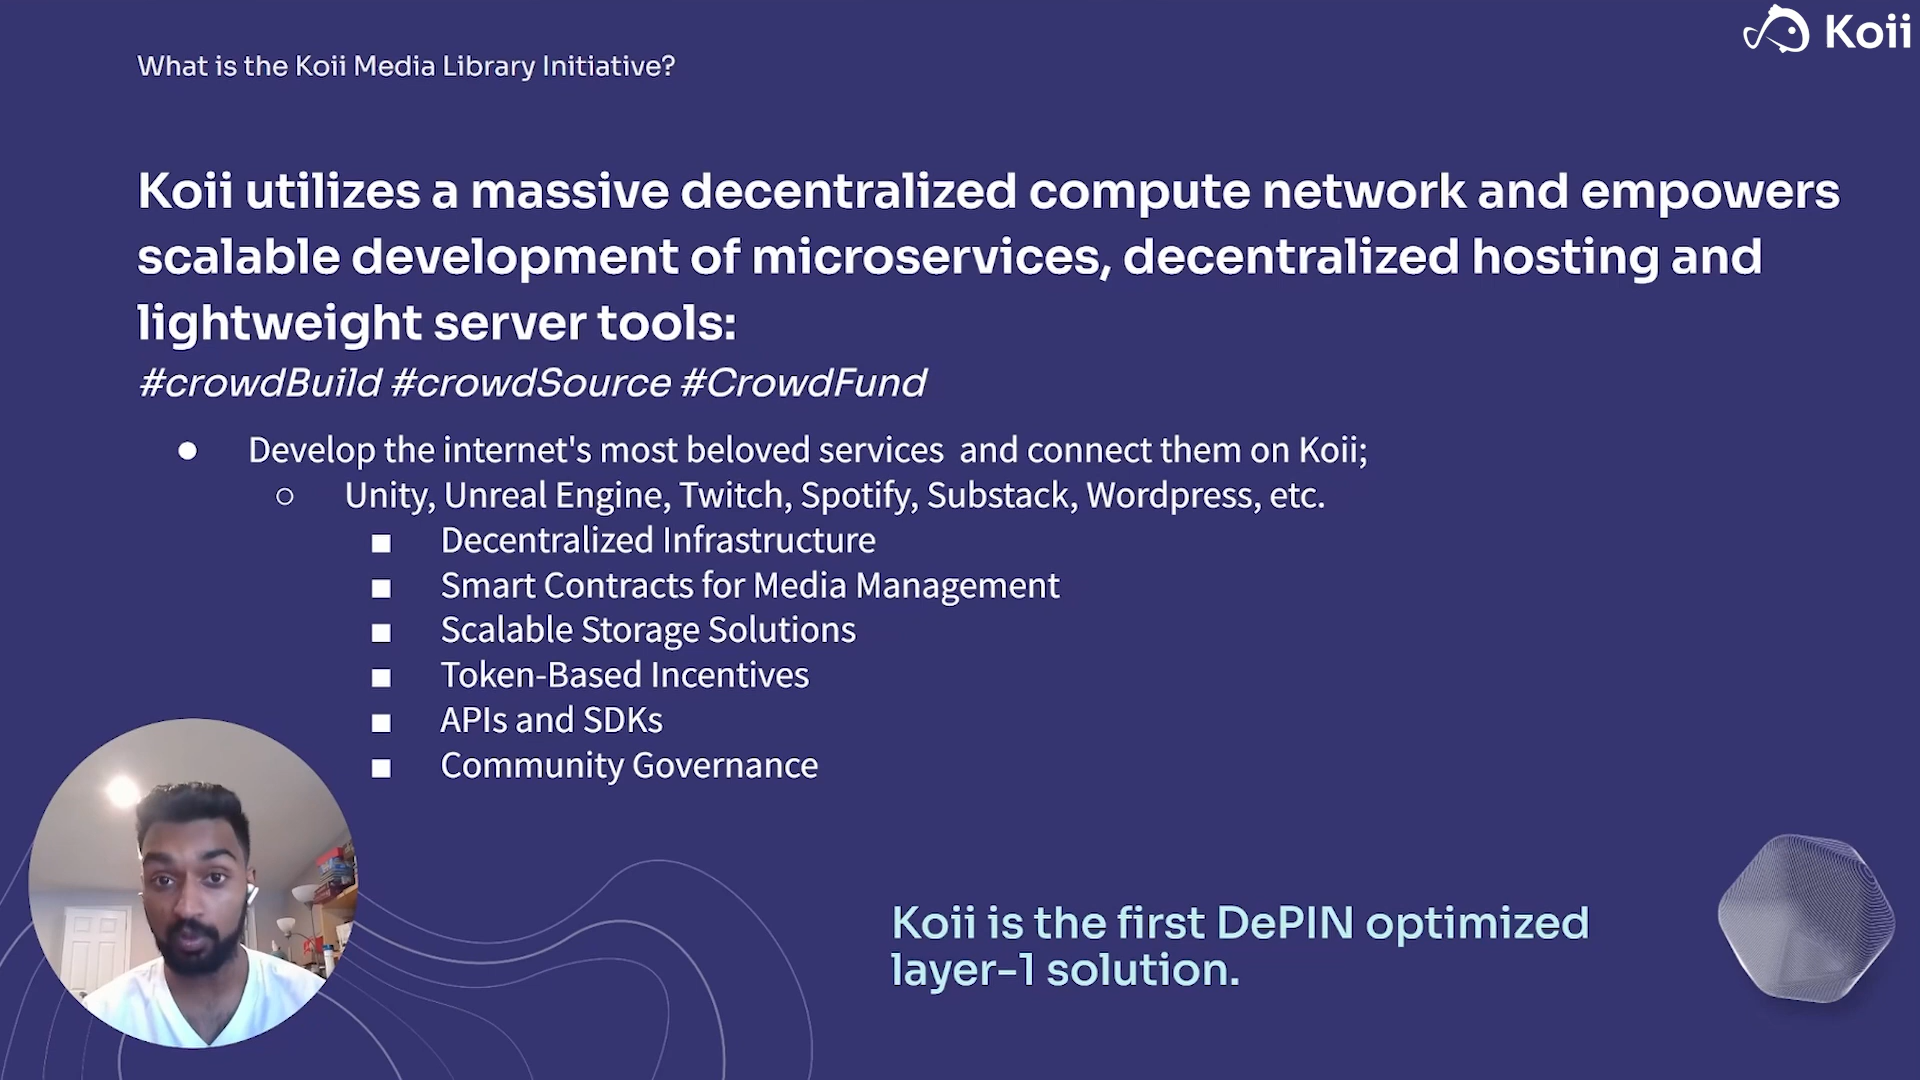 Koii
What is the Koii Media Library Initiative?
Koii utilizes a massive decentralized compute network and empowers
scalable development of microservices, decentralized hosting and
lightweight server tools:
#crowdBuild #crowdSource #CrowdFund
● Develop the internet's most beloved services  and connect them on Koii;
○ Unity, Unreal Engine, Twitch, Spotify, Substack, Wordpress, etc.
■ Decentralized Infrastructure
■ Smart Contracts for Media Management
■ Scalable Storage Solutions
■ Token-Based Incentives
■ APIs and SDKs
■ Community Governance
Koii is the first DePIN optimized
layer-1 solution.